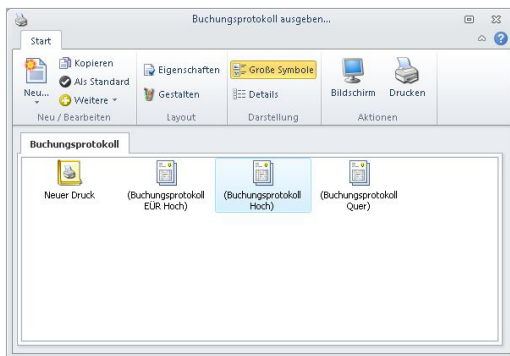 Buchungsprotokoll ausgeben...
Start
Neu...
Kopieren
Als Standard
Weitere
Neu / Bearbeiten
Eigenschaften
Gestalten
Layout
Große Symbole
Details
Darstellung
Bildschirm
Drucken
Aktionen
Buchungsprotokoll
Neuer Druck
(Buchungsprotokoll
EÜR Hoch)
(Buchungsprotokoll
Hoch)
(Buchungsprotokoll
Quer)